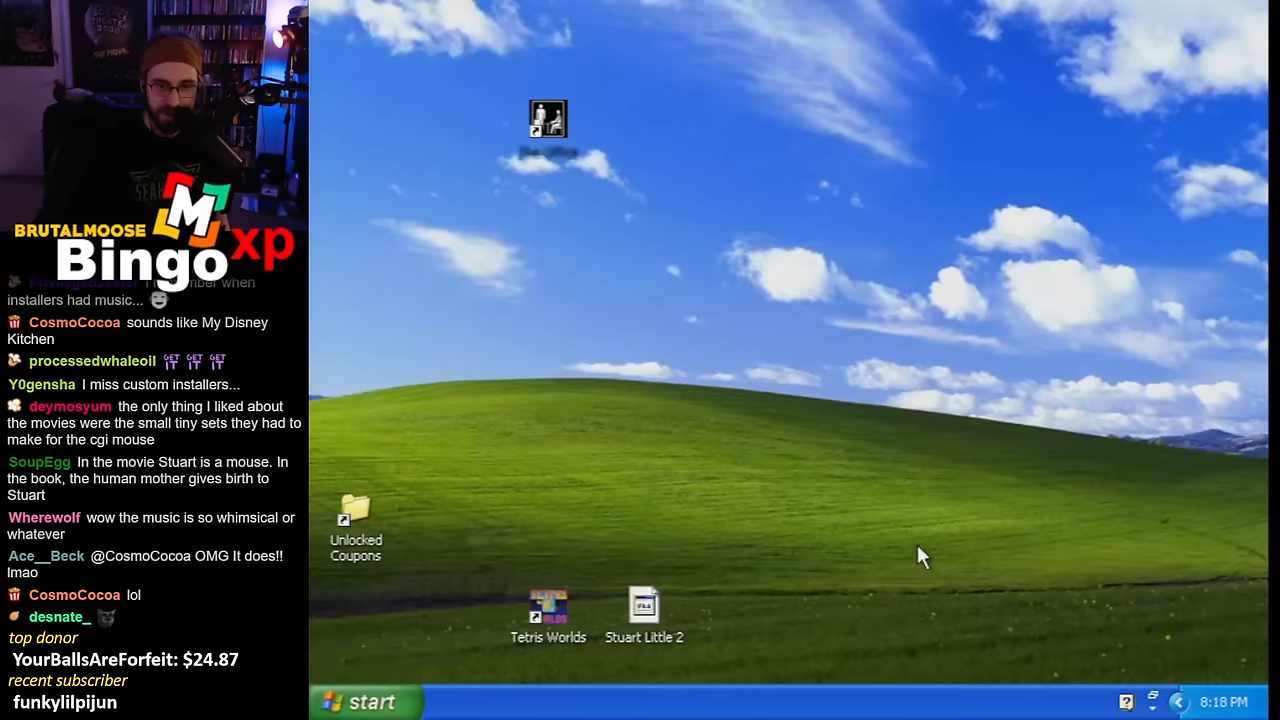 BRUTALMOOSE
M
Bingo xp
installers had music...
CosmoCocoa sounds like My Disney
Kitchen
processedwhaleoil GET IT GET IT GET IT
Y0gensha I miss custom installers...
deymosyum the only thing I liked about
the movies were the small tiny sets they had to
make for the cgi mouse
SoupEgg In the movie Stuart is a mouse. In
the book, the human mother gives birth to
Stuart
Wherewolf wow the music is so whimsical or
whatever
Ace__Beck @CosmoCocoa OMG It does!!
lmao
CosmoCocoa lol
desnate_
top donor
YourBallsAreForfeit: $24.87
recent subscriber
funkylilpijun
Unlocked
Coupons
Tetris Worlds
Stuart Little 2
start
?
8:18 PM